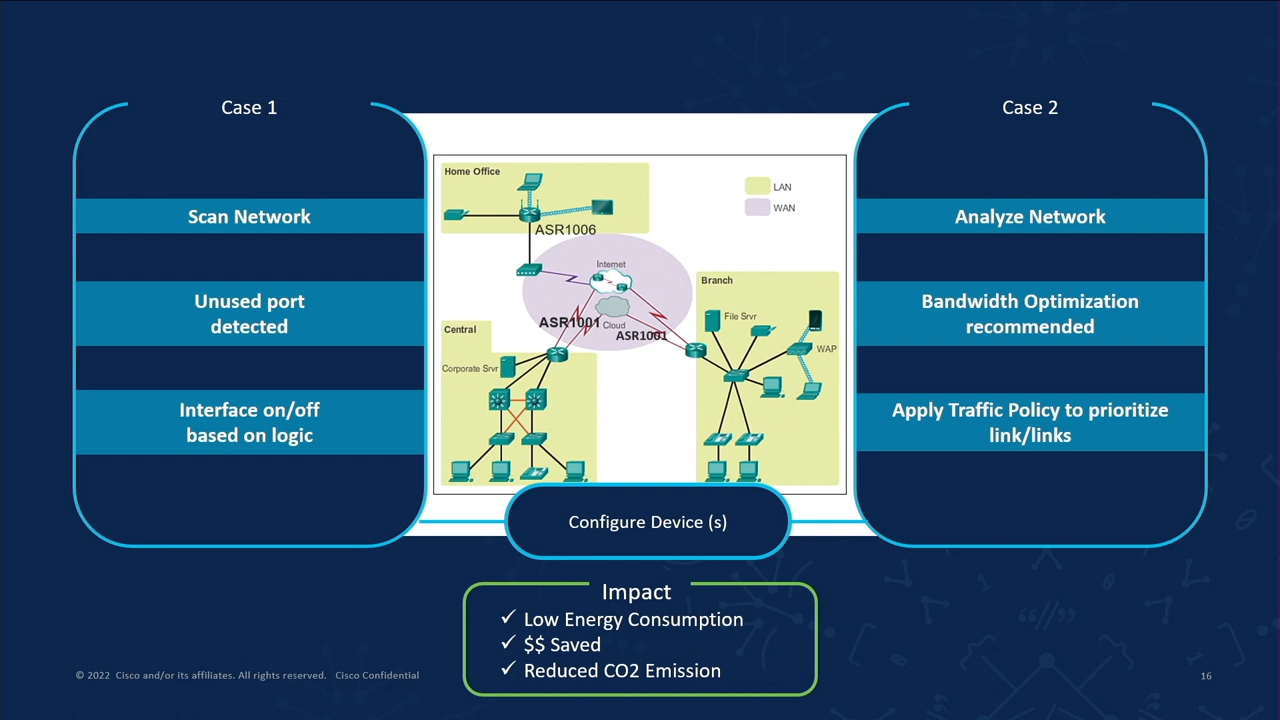 Case 1
Scan Network
Unused port
detected
Interface on/off
based on logic
Home Office
ASR1006
LAN
WAN
Internet
Cloud
ASR1001
ASR1001
Central
Corporate Srvr
Branch
File Srvr
WAP
Case 2
Analyze Network
Bandwidth Optimization
recommended
Apply Traffic Policy to prioritize
link/links
Configure Device (s)
Impact
✓ Low Energy Consumption
✓ $$ Saved
✓ Reduced CO2 Emission
© 2022 Cisco and/or its affiliates. All rights reserved. Cisco Confidential
16